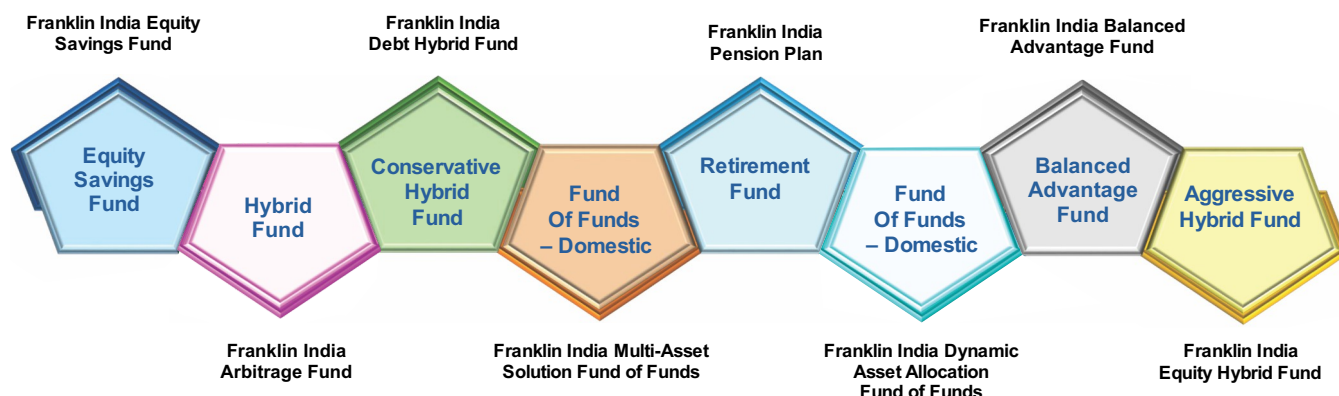 Franklin India Equity
Savings Fund
Franklin India
Debt Hybrid Fund
Franklin India
Pension Plan
Franklin India Balanced
Advantage Fund
Equity
Savings
Fund
Hybrid
Fund
Conservative
Hybrid
Fund
Fund
Of Funds
– Domestic
Retirement
Fund
Fund
Of Funds
– Domestic
Balanced
Advantage
Fund
Aggressive
Hybrid Fund
Franklin India
Arbitrage Fund
Franklin India Multi-Asset
Solution Fund of Funds
Franklin India Dynamic
Asset Allocation
Fund of Funds
Franklin India
Equity Hybrid Fund